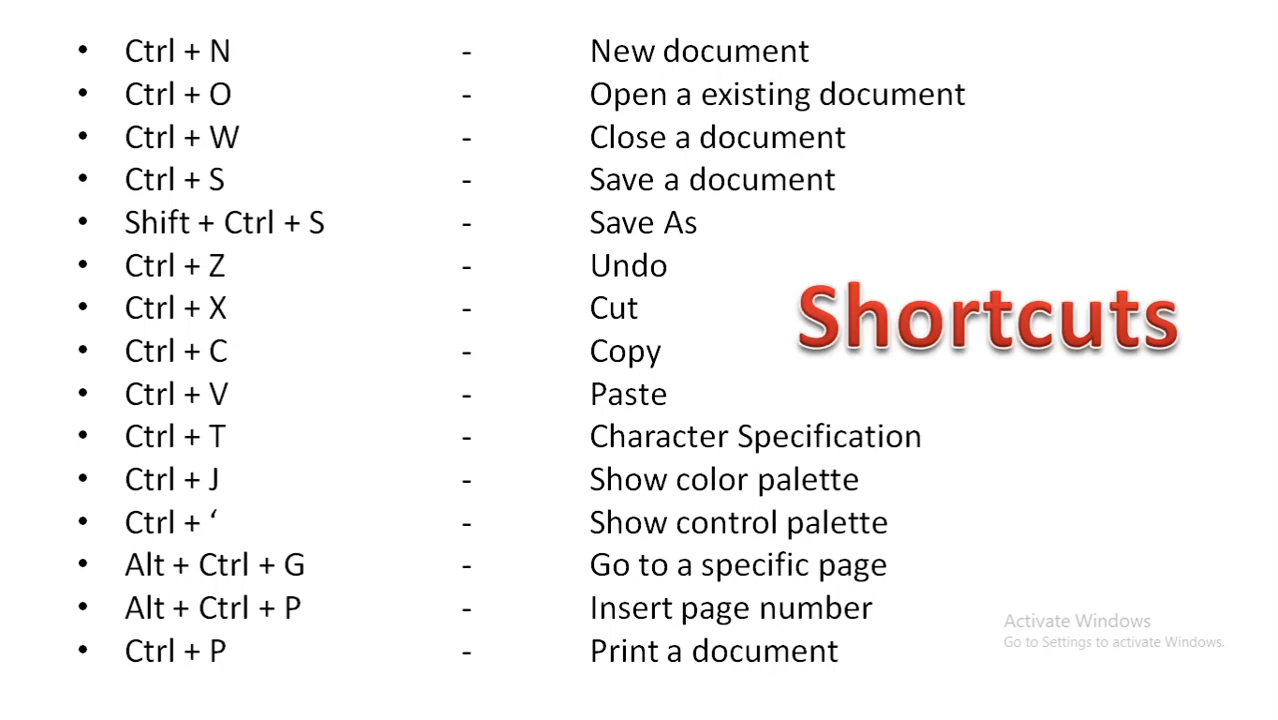 • Ctrl + N - New document
• Ctrl + O - Open a existing document
• Ctrl + W - Close a document
• Ctrl + S - Save a document
• Shift + Ctrl + S - Save As
• Ctrl + Z - Undo
• Ctrl + X - Cut
• Ctrl + C - Copy
• Ctrl + V - Paste
• Ctrl + T - Character Specification
• Ctrl + J - Show color palette
• Ctrl + ‘ - Show control palette
• Alt + Ctrl + G - Go to a specific page
• Alt + Ctrl + P - Insert page number
• Ctrl + P - Print a document
Shortcuts
Activate Windows
Go to Settings to activate Windows.